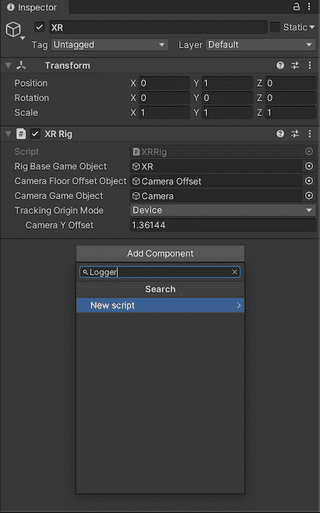 Inspector
XR Static
Tag Untagged Layer Default
Transform
Position X 0 Y 1 Z 0
Rotation X 0 Y 0 Z 0
Scale X 1 Y 1 Z 1
XR Rig
Script XRRig
Rig Base Game Object XR
Camera Floor Offset Object Camera Offset
Camera Game Object Camera
Tracking Origin Mode Device
Camera Y Offset 1.36144
Add Component
Logger
Search
New script